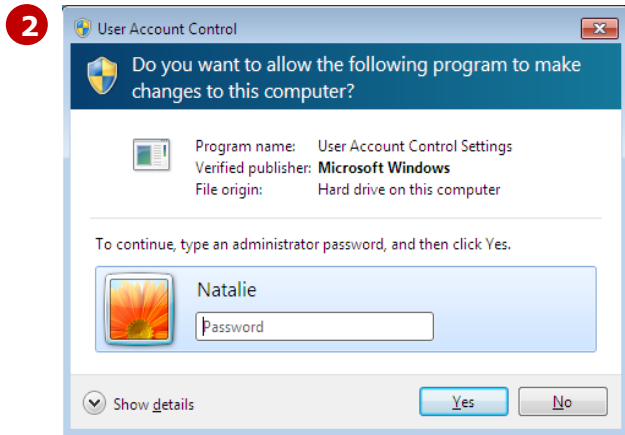 2
User Account Control
Do you want to allow the following program to make
changes to this computer?
Program name: User Account Control Settings
Verified publisher: Microsoft Windows
File origin: Hard drive on this computer
To continue, type an administrator password, and then click Yes.
Natalie
Password
Show details
Yes
No